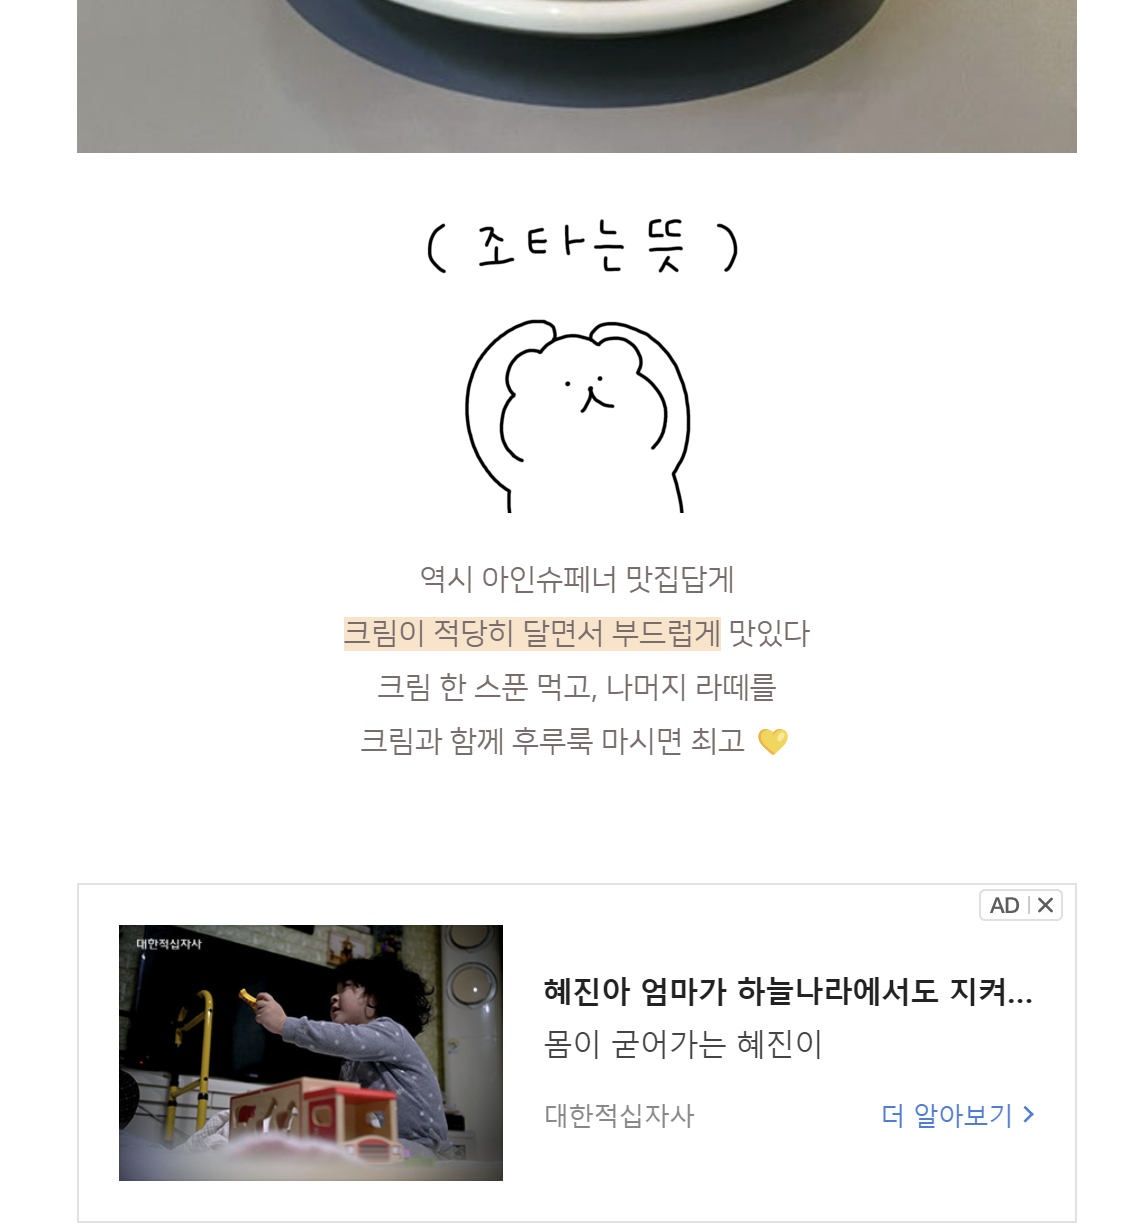 ( 조타는 뜻 )
역시 아인슈페너 맛집답게
크림이 적당히 달면서 부드럽게 맛있다
크림 한 스푼 먹고, 나머지 라떼를
크림과 함께 후루룩 마시면 최고 💛
AD
대한적십자사
혜진아 엄마가 하늘나라에서도 지켜...
몸이 굳어가는 혜진이
대한적십자사
더 알아보기 >